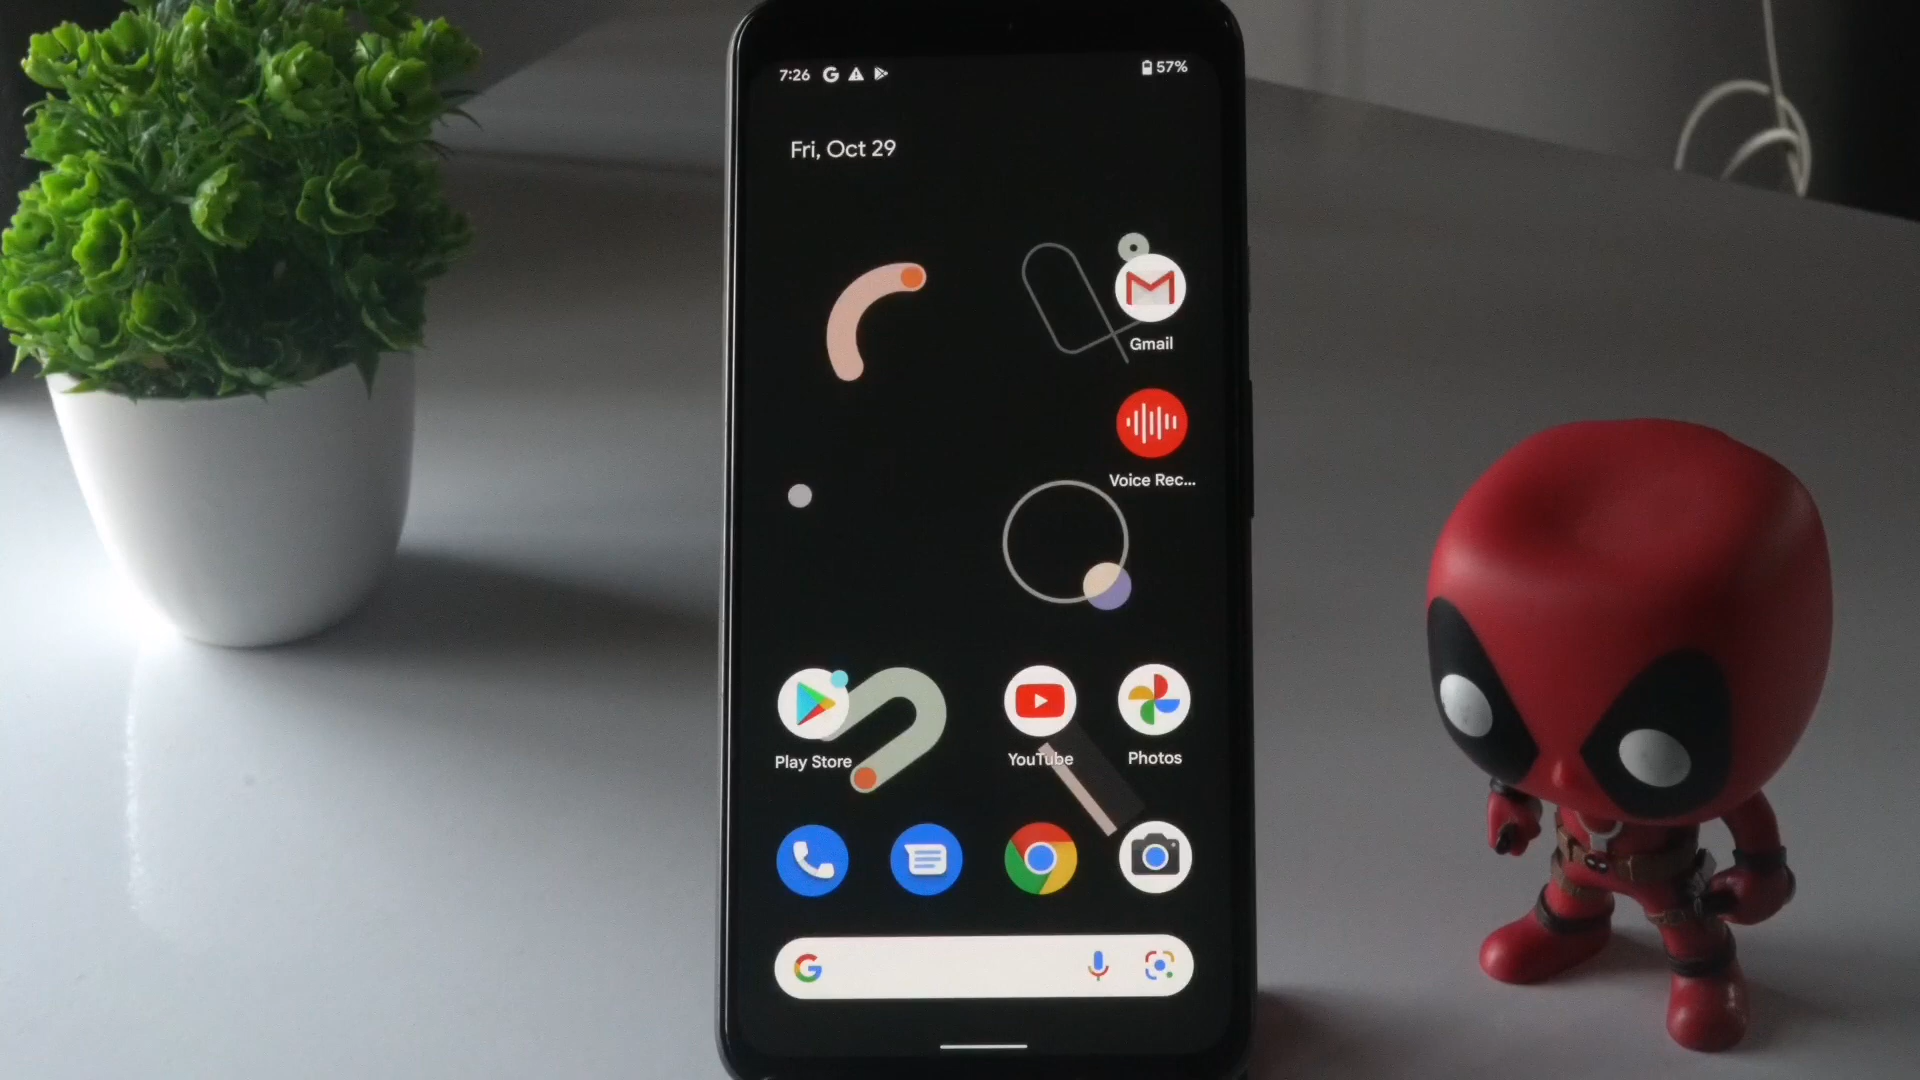 7:26
57%
Fri, Oct 29
Gmail
Voice Rec...
Play Store
YouTube
Photos